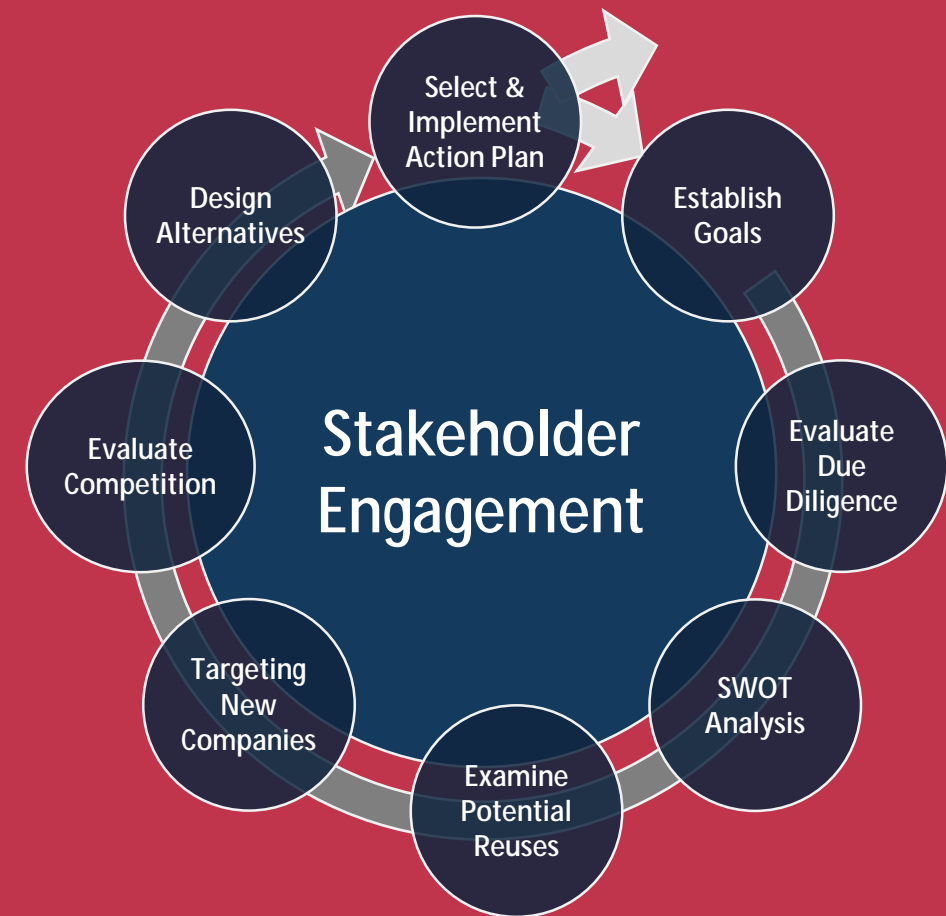 Select &
Implement
Action Plan
Establish
Goals
Evaluate
Due
Diligence
SWOT
Analysis
Examine
Potential
Reuses
Targeting
New
Companies
Evaluate
Competition
Design
Alternatives
Stakeholder
Engagement